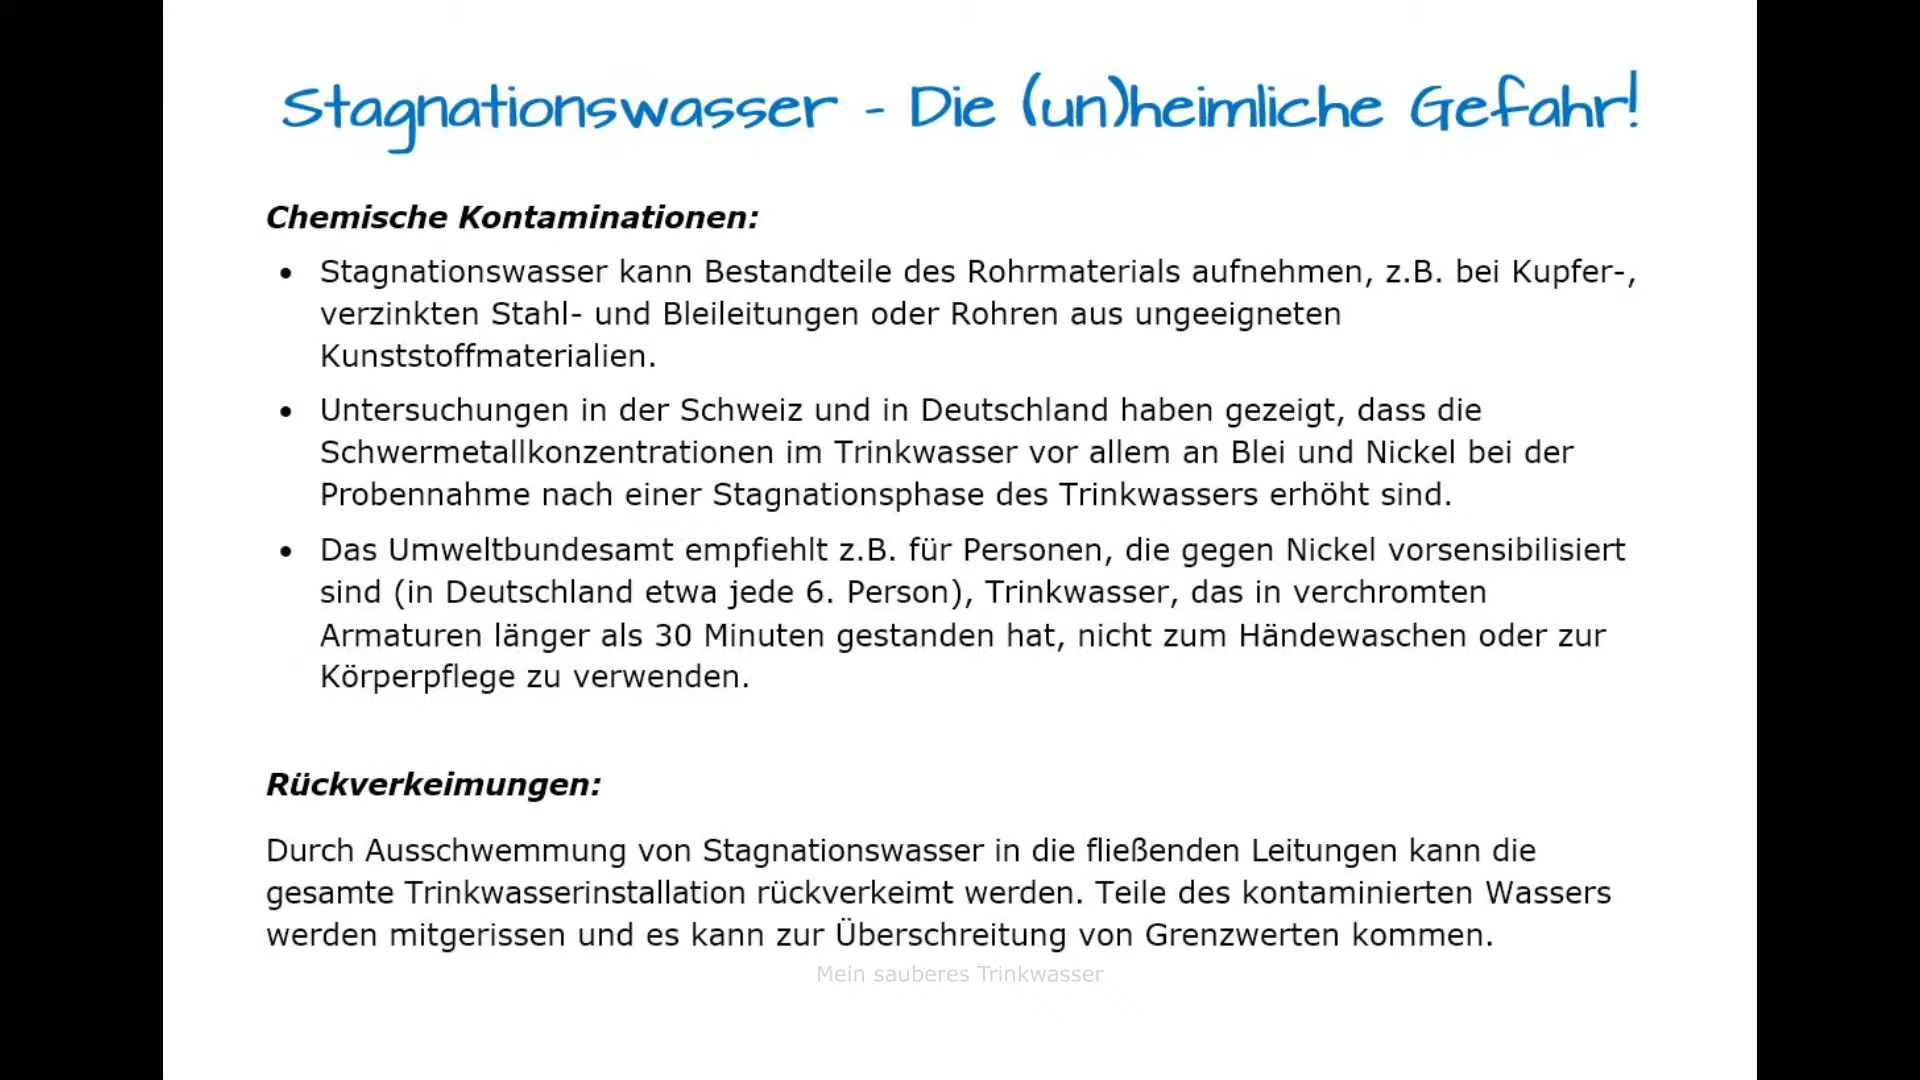 Stagnationswasser - Die (un)heimliche Gefahr!
Chemische Kontaminationen:
• Stagnationswasser kann Bestandteile des Rohrmaterials aufnehmen, z.B. bei Kupfer-,
verzinkten Stahl- und Bleileitungen oder Rohren aus ungeeigneten
Kunststoffmaterialien.
• Untersuchungen in der Schweiz und in Deutschland haben gezeigt, dass die
Schwermetallkonzentrationen im Trinkwasser vor allem an Blei und Nickel bei der
Probennahme nach einer Stagnationsphase des Trinkwassers erhöht sind.
• Das Umweltbundesamt empfiehlt z.B. für Personen, die gegen Nickel vorsensibilisiert
sind (in Deutschland etwa jede 6. Person), Trinkwasser, das in verchromten
Armaturen länger als 30 Minuten gestanden hat, nicht zum Händewaschen oder zur
Körperpflege zu verwenden.
Rückverkeimungen:
Durch Ausschwemmung von Stagnationswasser in die fließenden Leitungen kann die
gesamte Trinkwasserinstallation rückverkeimt werden. Teile des kontaminierten Wassers
werden mitgerissen und es kann zur Überschreitung von Grenzwerten kommen.
Mein sauberes Trinkwasser